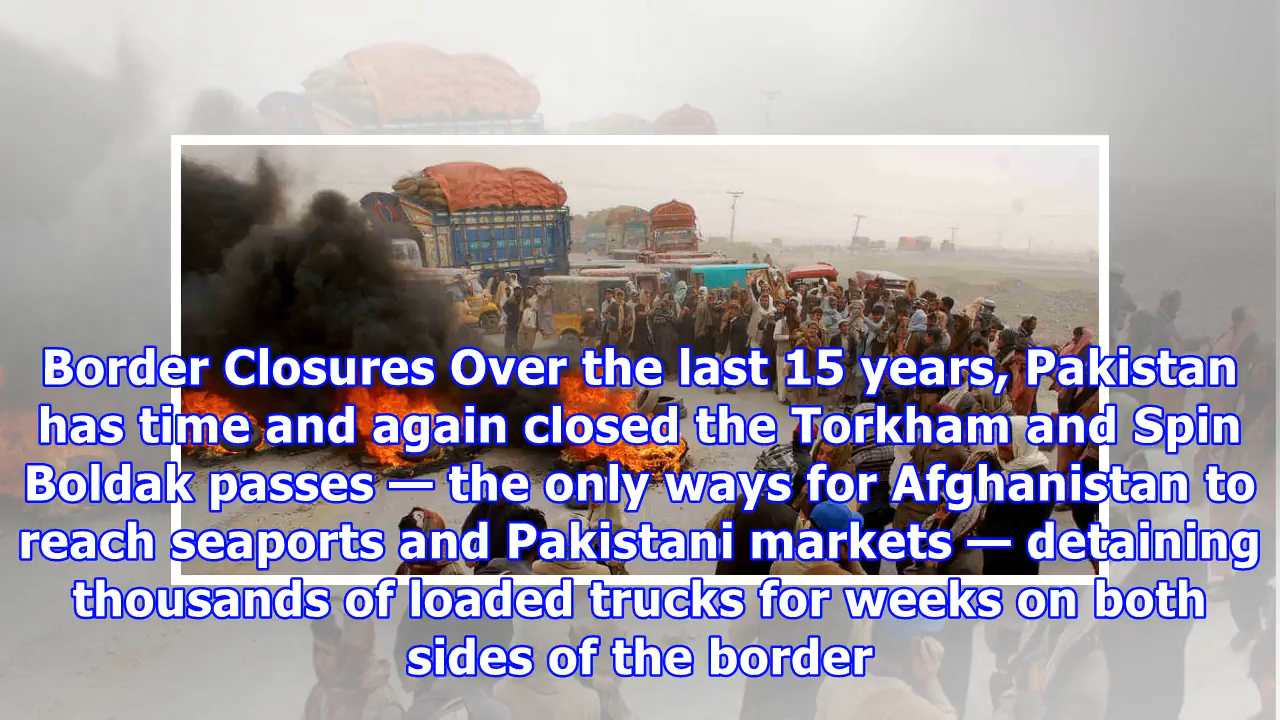 Border Closures Over the last 15 years, Pakistan
has time and again closed the Torkham and Spin
Boldak passes — the only ways for Afghanistan to
reach seaports and Pakistani markets — detaining
thousands of loaded trucks for weeks on both
sides of the border